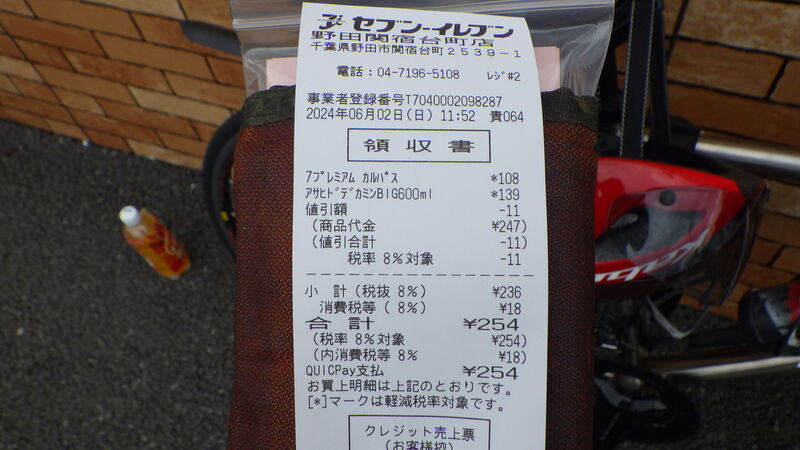 セブン-イレブン
野田関宿台町店
千葉県野田市関宿台町2539-1
電話:04-7196-5108 レジ#2
事業者登録番号T7040002098287
2024年06月02日(日) 11:52 責064
領収書
7プレミアム カルパス *108
アサヒドデカミンBIG600ml *139
値引額 -11
(商品代金 ¥247)
(値引合計 -11)
税率 8%対象 -11
小 計(税抜 8%) ¥236
消費税等( 8%) ¥18
合計 ¥254
(税率 8%対象 ¥254)
(内消費税等 8% ¥18)
QUICPay支払 ¥254
お買上明細は上記のとおりです。
[*]マークは軽減税率対象です。
クレジット売上票
(お客様控)